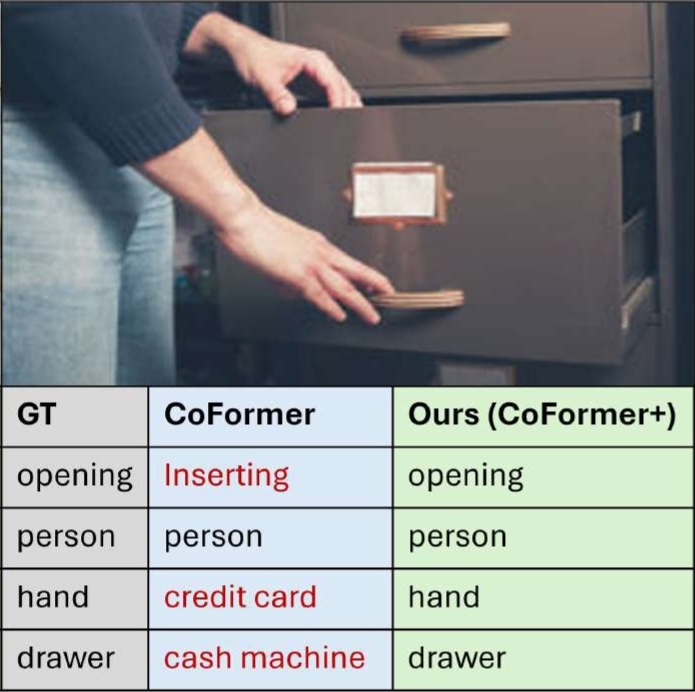 GT CoFormer Ours (CoFormer+)
opening Inserting opening
person person person
hand credit card hand
drawer cash machine drawer